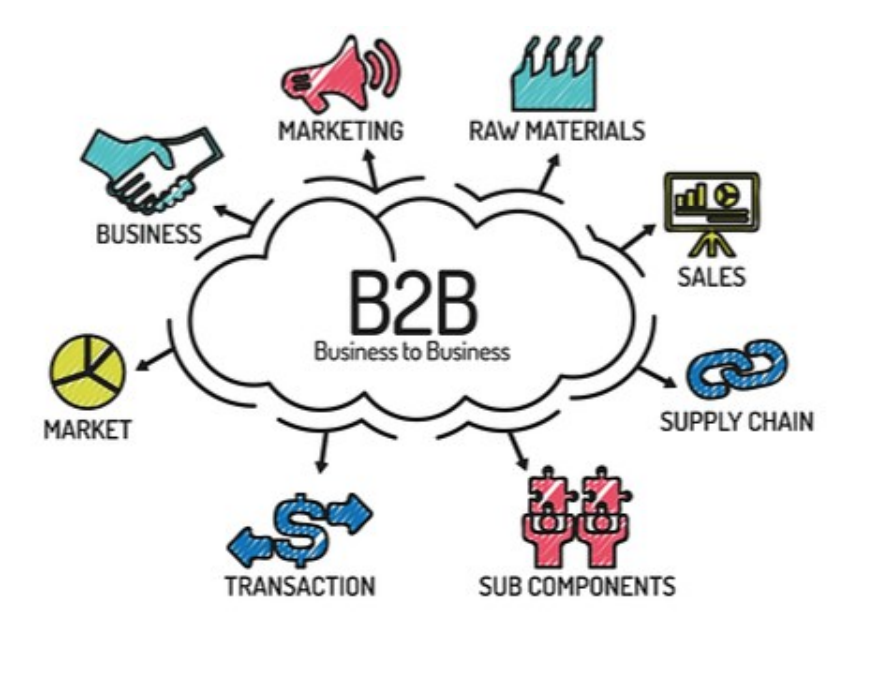 MARKETING
RAW MATERIALS
BUSINESS
SALES
B2B
Business to Business
MARKET
SUPPLY CHAIN
TRANSACTION
SUB COMPONENTS